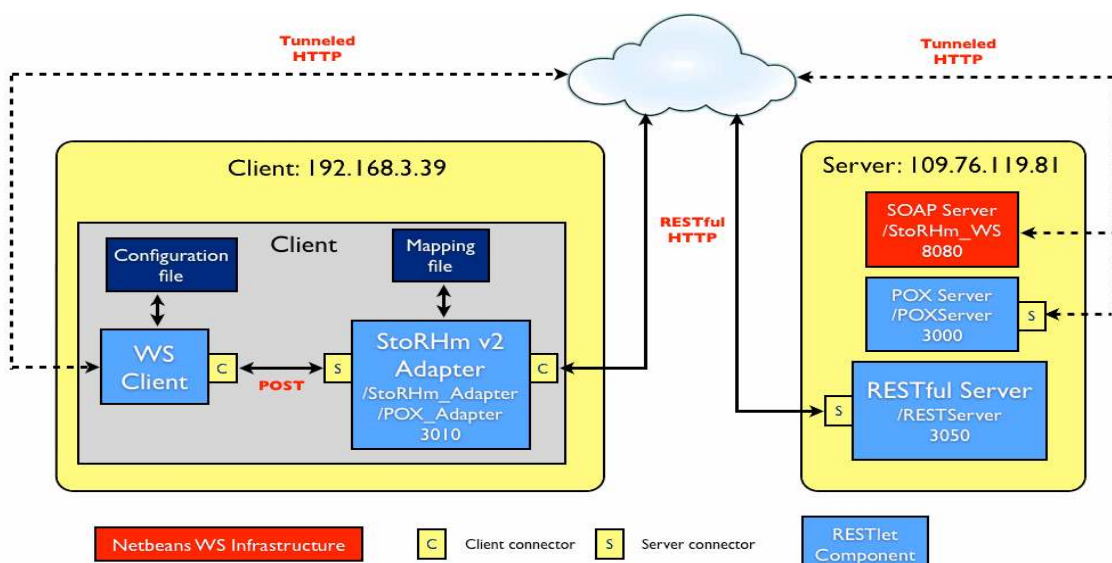 Tunneled
HTTP
Tunneled
HTTP
Client: 192.168.3.39
Server: 109.76.119.81
Client
Configuration
file
Mapping
file
WS
Client
C
POST
S
StoRHm v2
Adapter
/StoRHm_Adapter
/POX_Adapter
3010
C
RESTful
HTTP
SOAP Server
/StoRHm_WS
8080
POX Server
/POXServer
3000
S
S
RESTful Server
/RESTServer
3050
Netbeans WS Infrastructure
C
Client connector
S
Server connector
RESTlet
Component